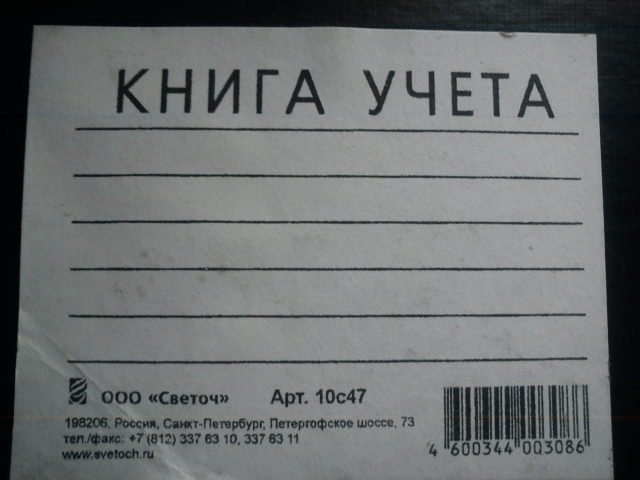 КНИГА УЧЕТА
ООО «Светоч» Арт. 10с47
198206, Россия, Санкт-Петербург, Петергофское шоссе, 73
тел./факс: +7 (812) 337 63 10, 337 63 11
www.svetoch.ru
4 600344 003086